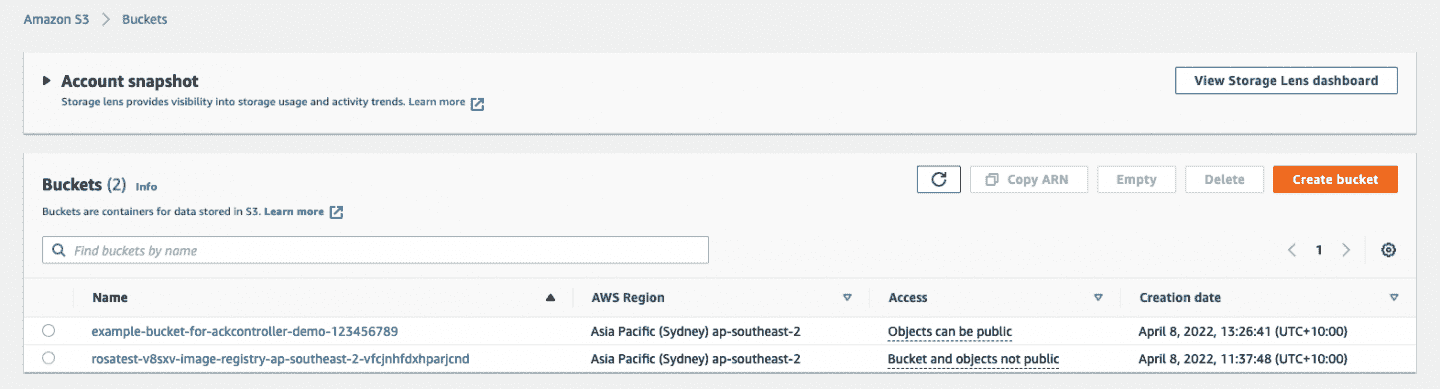 Amazon S3 > Buckets
Account snapshot
View Storage Lens dashboard
Storage lens provides visibility into storage usage and activity trends. Learn more
Buckets (2) Info
Copy ARN Empty Delete Create bucket
Buckets are containers for data stored in S3. Learn more
Find buckets by name
1
Name AWS Region Access Creation date
example-bucket-for-ackcontroller-demo-123456789 Asia Pacific (Sydney) ap-southeast-2 Objects can be public April 8, 2022, 13:26:41 (UTC+10:00)
rosatest-v8sxv-image-registry-ap-southeast-2-vfcjnhfdxhparjcnd Asia Pacific (Sydney) ap-southeast-2 Bucket and objects not public April 8, 2022, 11:37:48 (UTC+10:00)